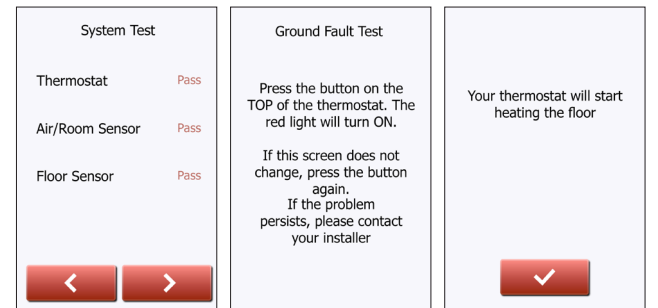 System Test
Thermostat Pass
Air/Room Sensor Pass
Floor Sensor Pass
Ground Fault Test
Press the button on the
TOP of the thermostat. The
red light will turn ON.
If this screen does not
change, press the button
again.
If the problem
persists, please contact
your installer
Your thermostat will start
heating the floor